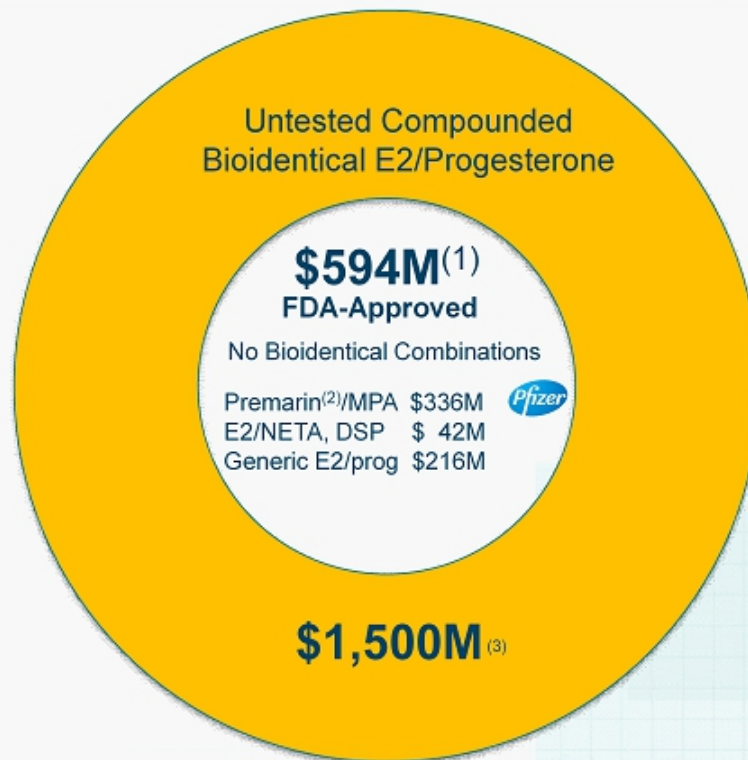 Untested Compounded
Bioidentical E2/Progesterone
$594M(1)
FDA-Approved
No Bioidentical Combinations
Premarin(2)/MPA $336M
Pfizer
E2/NETA, DSP $ 42M
Generic E2/prog $216M
$1,500M (3)